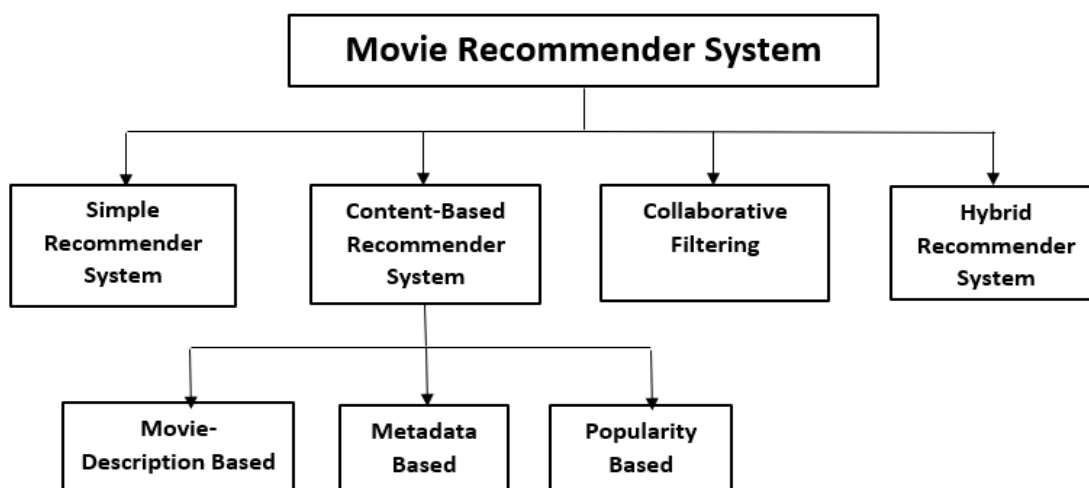 Movie Recommender System
Simple
Recommender
System
Content-Based
Recommender
System
Collaborative
Filtering
Hybrid
Recommender
System
Movie-
Description Based
Metadata
Based
Popularity
Based